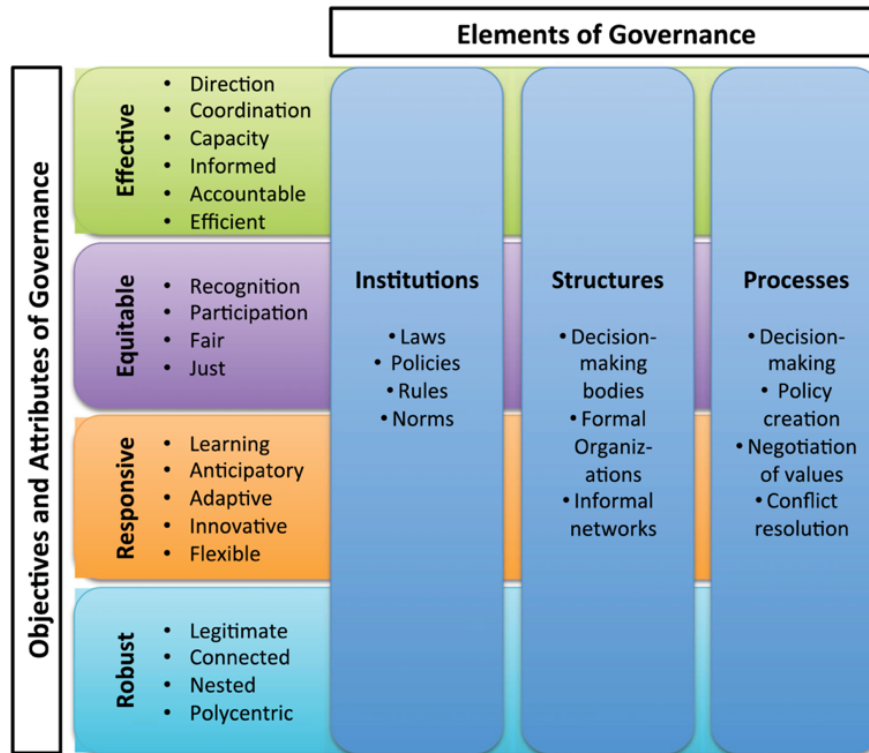 Elements of Governance
Objectives and Attributes of Governance
Effective
• Direction
• Coordination
• Capacity
• Informed
• Accountable
• Efficient
Equitable
• Recognition
• Participation
• Fair
• Just
Responsive
• Learning
• Anticipatory
• Adaptive
• Innovative
• Flexible
Robust
• Legitimate
• Connected
• Nested
• Polycentric
Institutions
• Laws
• Policies
• Rules
• Norms
Structures
• Decision-
making
bodies
• Formal
Organiz-
ations
• Informal
networks
Processes
• Decision-
making
• Policy
creation
• Negotiation
of values
• Conflict
resolution